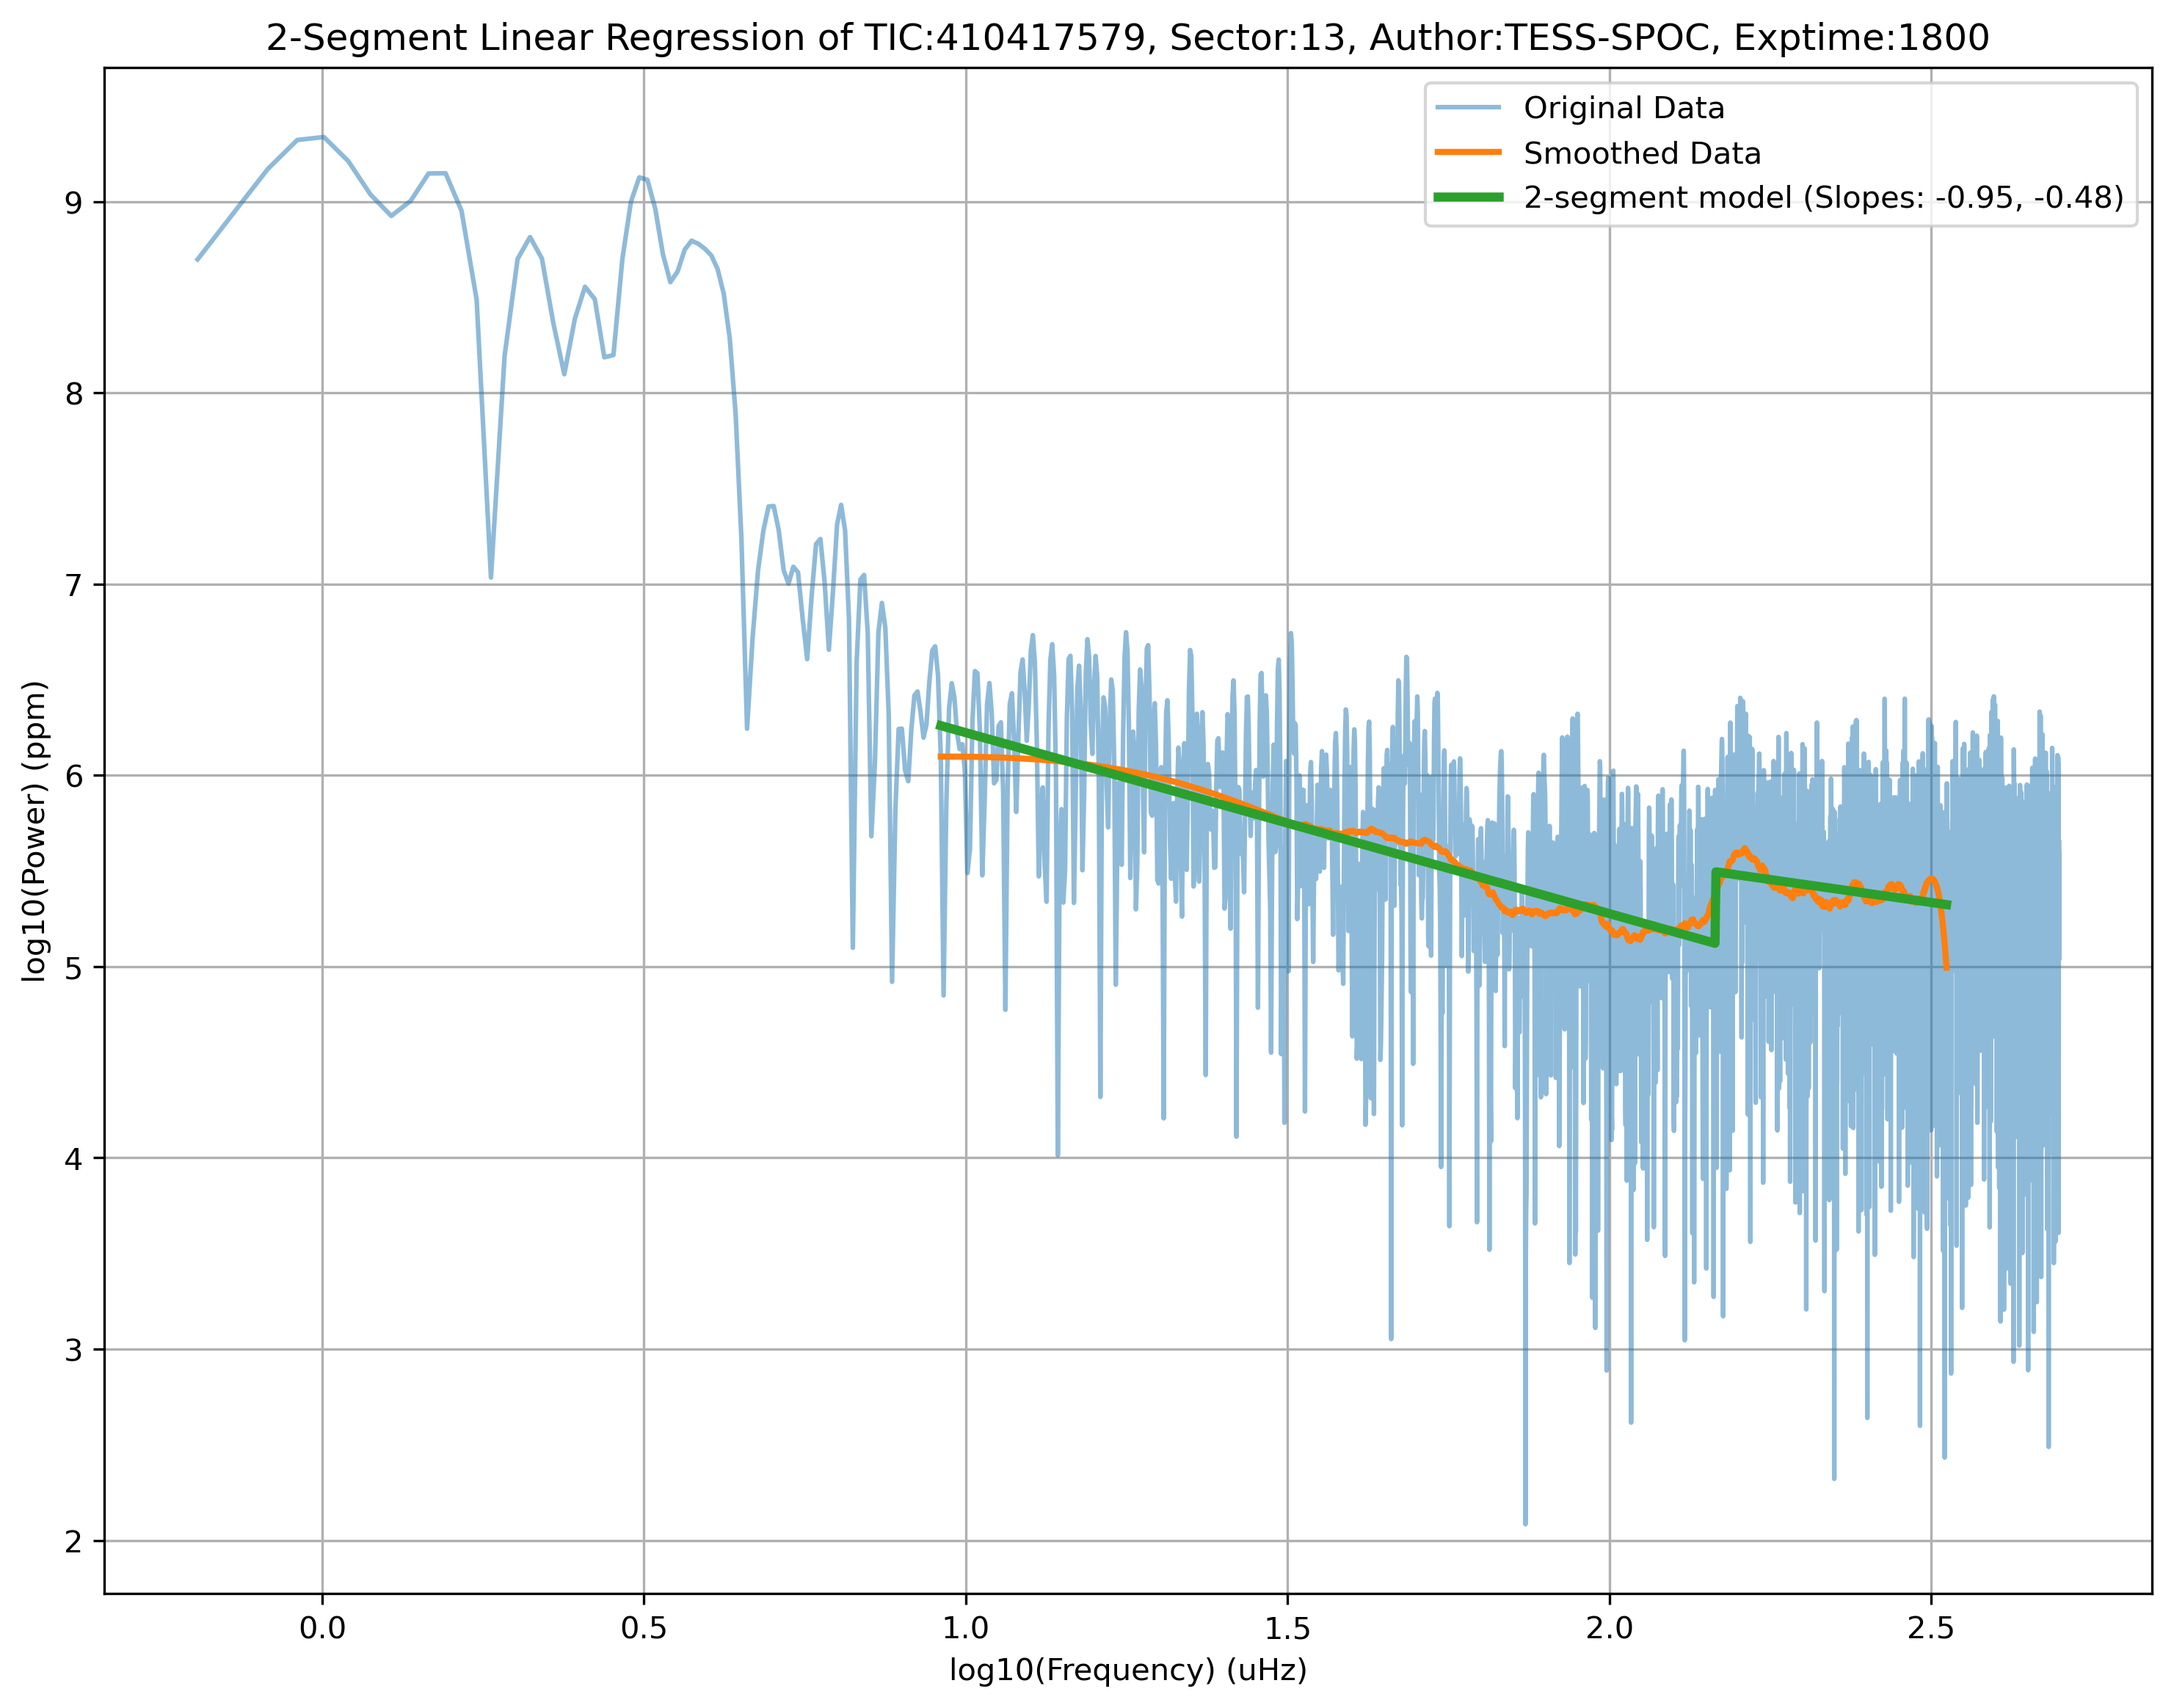 2-Segment Linear Regression of TIC:410417579, Sector:13, Author:TESS-SPOC, Exptime:1800
Original Data
Smoothed Data
2-segment model (Slopes: -0.95, -0.48)
log10(Power) (ppm)
9
8
7
6
5
4
3
2
0.0 0.5 1.0 1.5 2.0 2.5
log10(Frequency) (uHz)